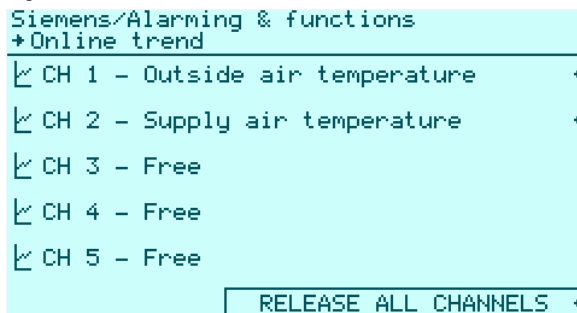 Siemens/Alarming & functions
→Online trend
CH 1 – Outside air temperature
CH 2 – Supply air temperature
CH 3 – Free
CH 4 – Free
CH 5 – Free
RELEASE ALL CHANNELS